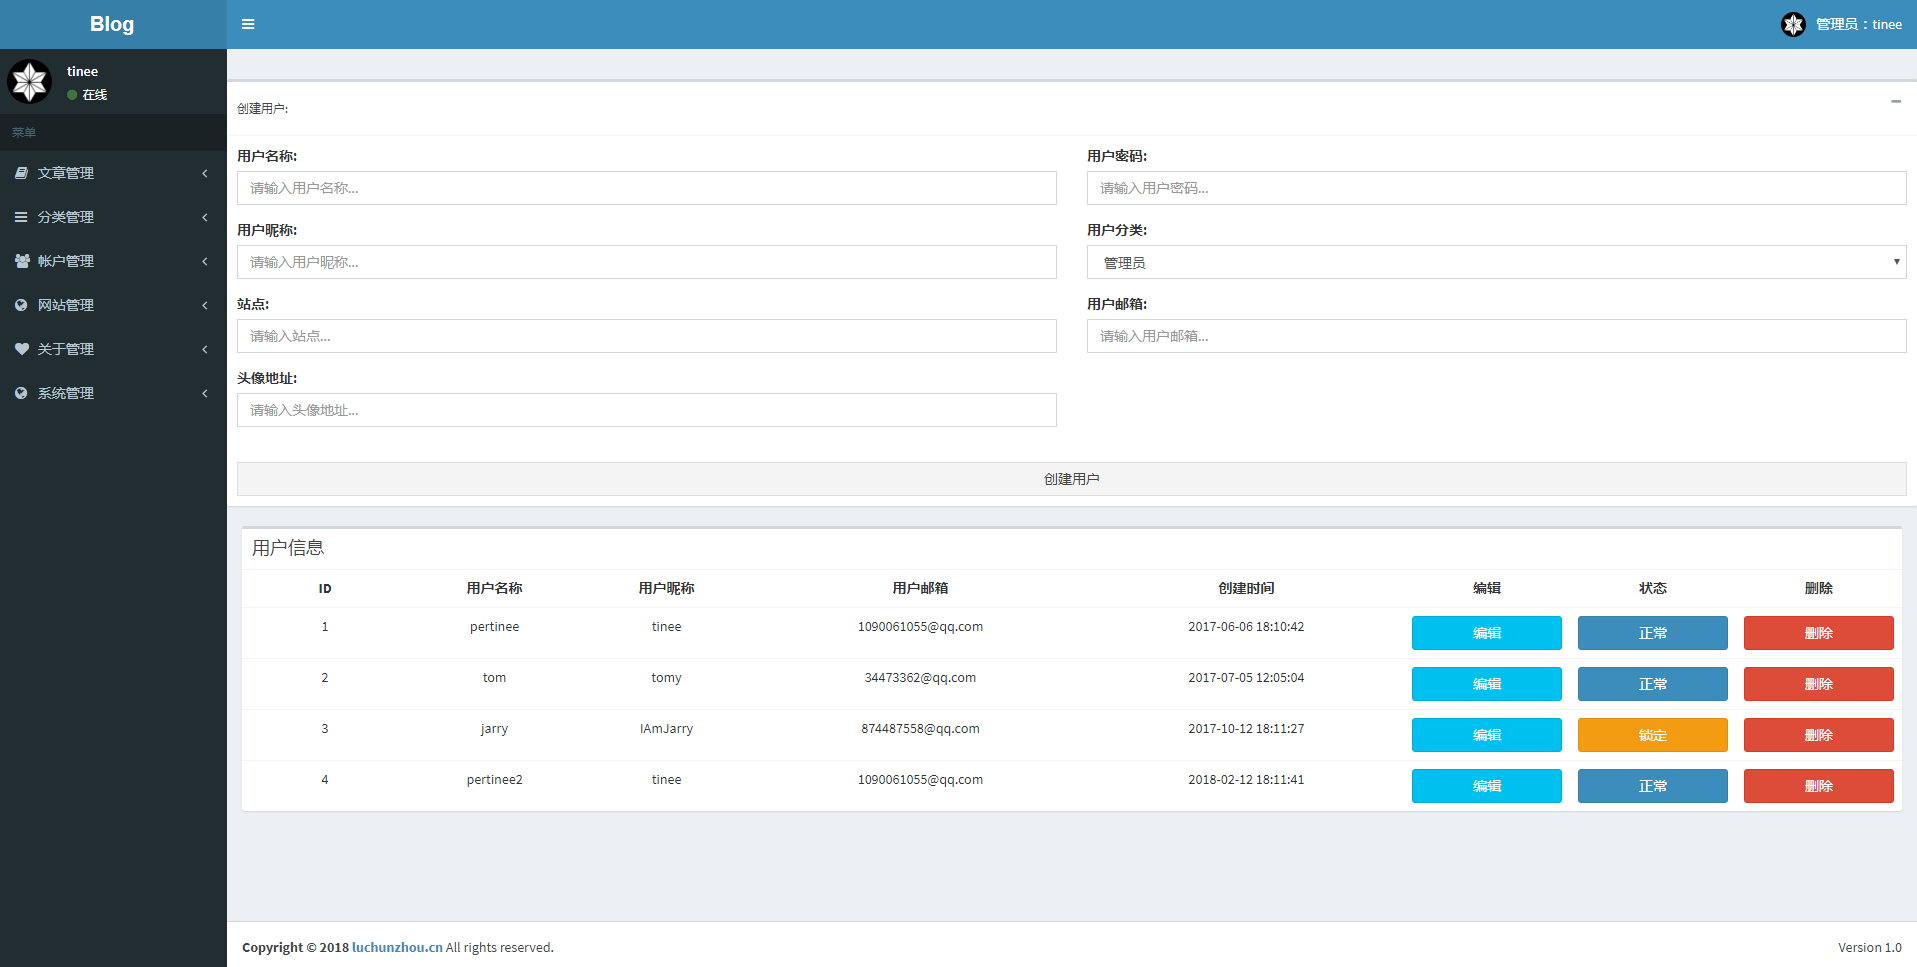 Blog
管理员：tinee
tinee
在线
菜单
文章管理
分类管理
帐户管理
网站管理
关于管理
系统管理
创建用户:
用户名称:
用户密码:
请输入用户名称...
请输入用户密码...
用户昵称:
用户分类:
请输入用户昵称...
管理员
站点:
用户邮箱:
请输入站点...
请输入用户邮箱...
头像地址:
请输入头像地址...
创建用户
用户信息
ID 用户名称 用户昵称 用户邮箱 创建时间 编辑 状态 删除
1 pertinee tinee 1090061055@qq.com 2017-06-06 18:10:42 编辑 正常 删除
2 tom tomy 34473362@qq.com 2017-07-05 12:05:04 编辑 正常 删除
3 jarry IAmJarry 874487558@qq.com 2017-10-12 18:11:27 编辑 锁定 删除
4 pertinee2 tinee 1090061055@qq.com 2018-02-12 18:11:41 编辑 正常 删除
Copyright © 2018 luchunzhou.cn All rights reserved.
Version 1.0